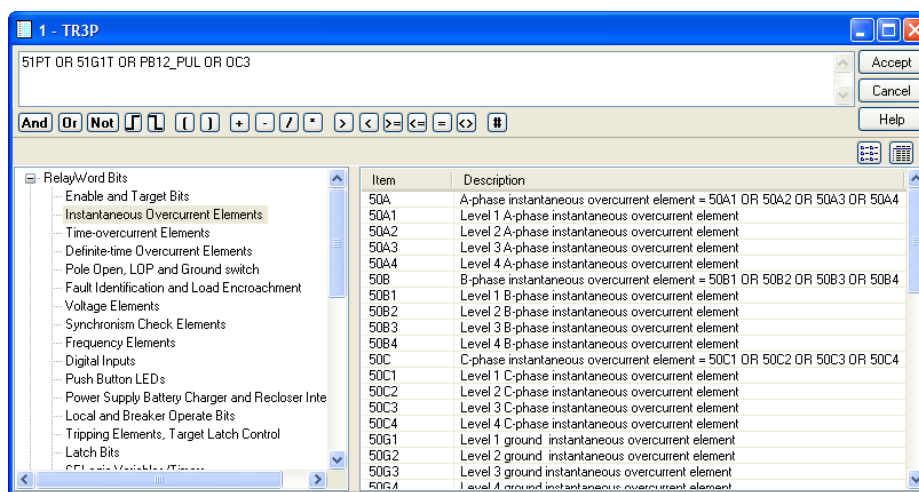 1 - TR3P
51PT OR 51G1T OR PB12_PUL OR OC3
Accept
Cancel
Help
And Or Not ( ) + - / * > < >= <= = <> #
RelayWord Bits
Enable and Target Bits
Instantaneous Overcurrent Elements
Time-overcurrent Elements
Definite-time Overcurrent Elements
Pole Open, LOP and Ground switch
Fault Identification and Load Encroachment
Voltage Elements
Synchronism Check Elements
Frequency Elements
Digital Inputs
Push Button LEDs
Power Supply Battery Charger and Recloser Inte
Local and Breaker Operate Bits
Tripping Elements, Target Latch Control
Latch Bits
SELogic Variables/Timers
Item Description
50A A-phase instantaneous overcurrent element = 50A1 OR 50A2 OR 50A3 OR 50A4
50A1 Level 1 A-phase instantaneous overcurrent element
50A2 Level 2 A-phase instantaneous overcurrent element
50A3 Level 3 A-phase instantaneous overcurrent element
50A4 Level 4 A-phase instantaneous overcurrent element
50B B-phase instantaneous overcurrent element = 50B1 OR 50B2 OR 50B3 OR 50B4
50B1 Level 1 B-phase instantaneous overcurrent element
50B2 Level 2 B-phase instantaneous overcurrent element
50B3 Level 3 B-phase instantaneous overcurrent element
50B4 Level 4 B-phase instantaneous overcurrent element
50C C-phase instantaneous overcurrent element = 50C1 OR 50C2 OR 50C3 OR 50C4
50C1 Level 1 C-phase instantaneous overcurrent element
50C2 Level 2 C-phase instantaneous overcurrent element
50C3 Level 3 C-phase instantaneous overcurrent element
50C4 Level 4 C-phase instantaneous overcurrent element
50G1 Level 1 ground instantaneous overcurrent element
50G2 Level 2 ground instantaneous overcurrent element
50G3 Level 3 ground instantaneous overcurrent element
50G4 Level 4 ground instantaneous overcurrent element